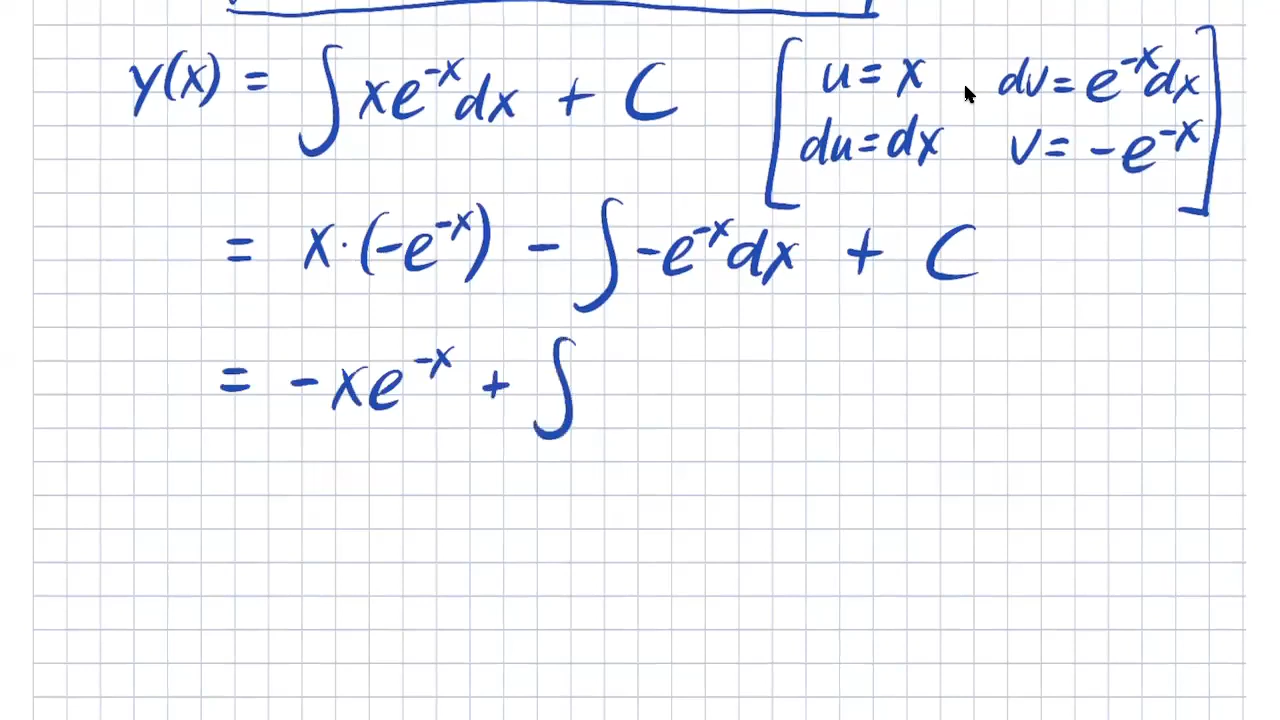 y(x) = ∫ xe^{-x} dx + C
[ u = x dv = e^{-x} dx
du = dx v = -e^{-x} ]
= x · (-e^{-x}) - ∫ -e^{-x} dx + C
= -xe^{-x} + ∫